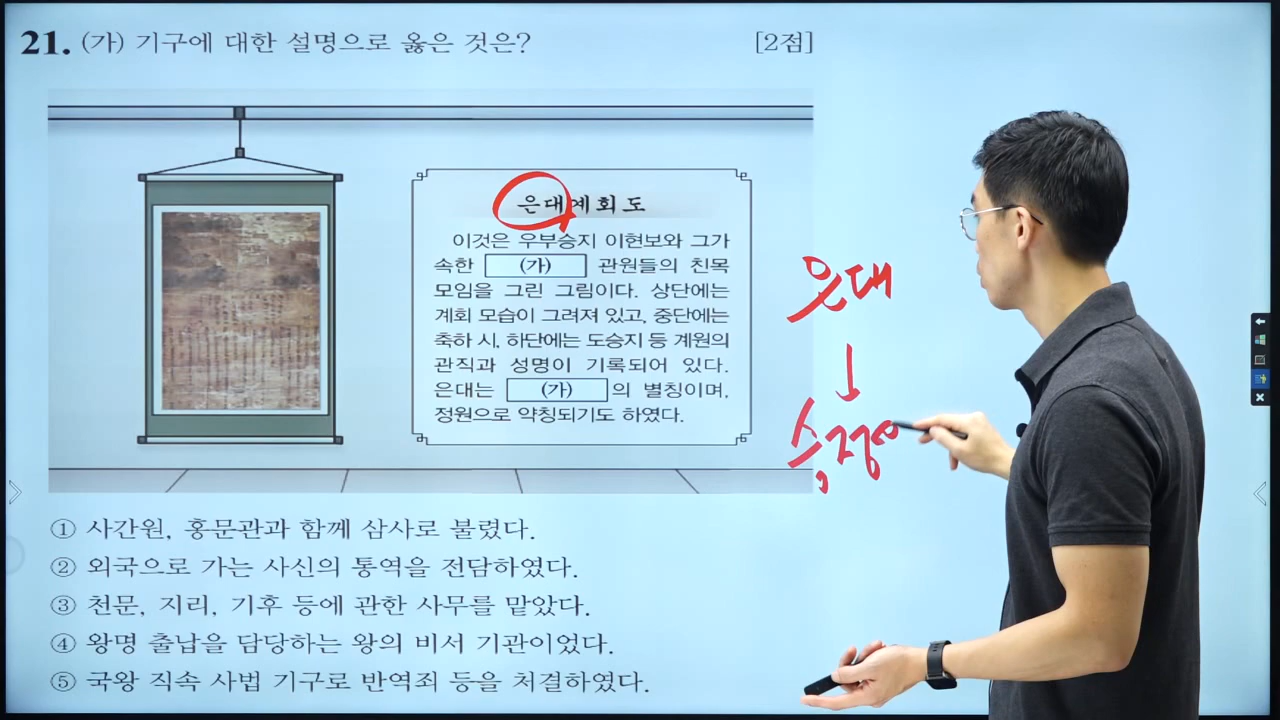 21. (가) 기구에 대한 설명으로 옳은 것은? [2점]
은대계회도
이것은 우부승지 이현보와 그가
속한 (가) 관원들의 친목
모임을 그린 그림이다. 상단에는
계회 모습이 그려져 있고, 중단에는
축하 시, 하단에는 도승지 등 계원의
관직과 성명이 기록되어 있다.
은대는 (가) 의 별칭이며,
정원으로 약칭되기도 하였다.
은대
↓
승정
① 사간원, 홍문관과 함께 삼사로 불렸다.
② 외국으로 가는 사신의 통역을 전담하였다.
③ 천문, 지리, 기후 등에 관한 사무를 맡았다.
④ 왕명 출납을 담당하는 왕의 비서 기관이었다.
⑤ 국왕 직속 사법 기구로 반역죄 등을 처결하였다.